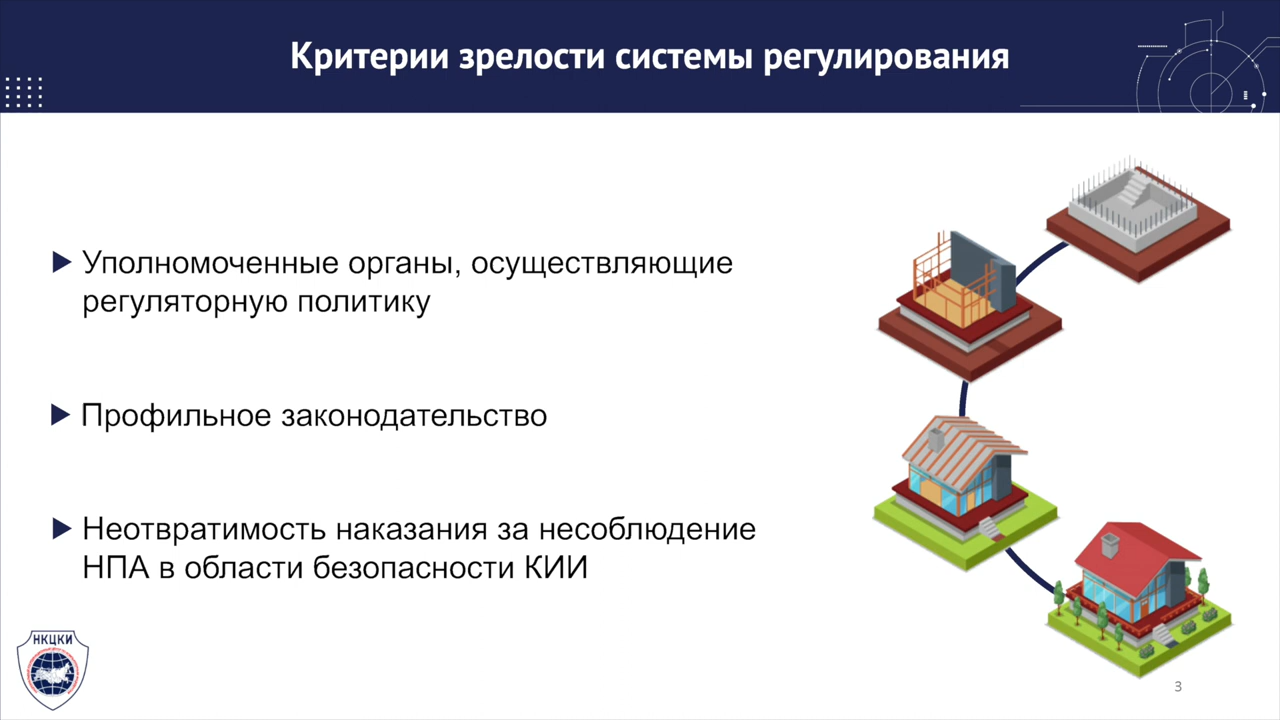 Критерии зрелости системы регулирования
Уполномоченные органы, осуществляющие
регуляторную политику
Профильное законодательство
Неотвратимость наказания за несоблюдение
НПА в области безопасности КИИ
НКЦКИ
3